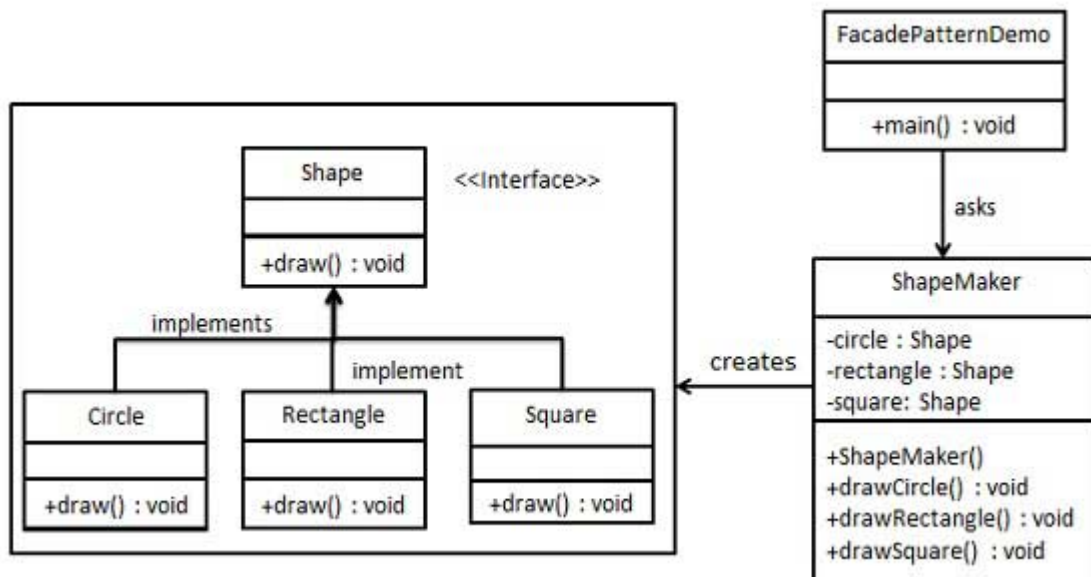 FacadePatternDemo
+main() : void
asks
Shape
<<Interface>>
+draw() : void
implements
implement
Circle
+draw() : void
Rectangle
+draw() : void
Square
+draw() : void
creates
ShapeMaker
-circle : Shape
-rectangle : Shape
-square: Shape
+ShapeMaker()
+drawCircle() : void
+drawRectangle() : void
+drawSquare() : void